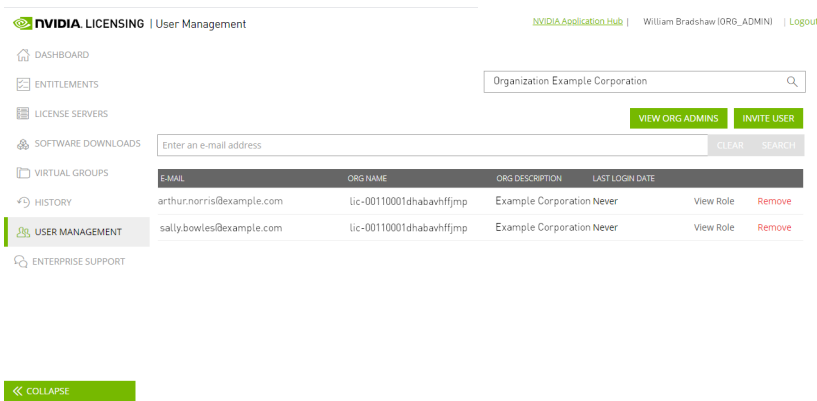 NVIDIA. LICENSING | User Management
NVIDIA Application Hub | William Bradshaw (ORG_ADMIN) | Logout
DASHBOARD
ENTITLEMENTS
LICENSE SERVERS
SOFTWARE DOWNLOADS
VIRTUAL GROUPS
HISTORY
USER MANAGEMENT
ENTERPRISE SUPPORT
Organization Example Corporation
VIEW ORG ADMINS INVITE USER
Enter an e-mail address CLEAR SEARCH
E-MAIL ORG NAME ORG DESCRIPTION LAST LOGIN DATE
arthur.norris@example.com lic-00110001dhabavhffjmp Example Corporation Never View Role Remove
sally.bowles@example.com lic-00110001dhabavhffjmp Example Corporation Never View Role Remove
COLLAPSE